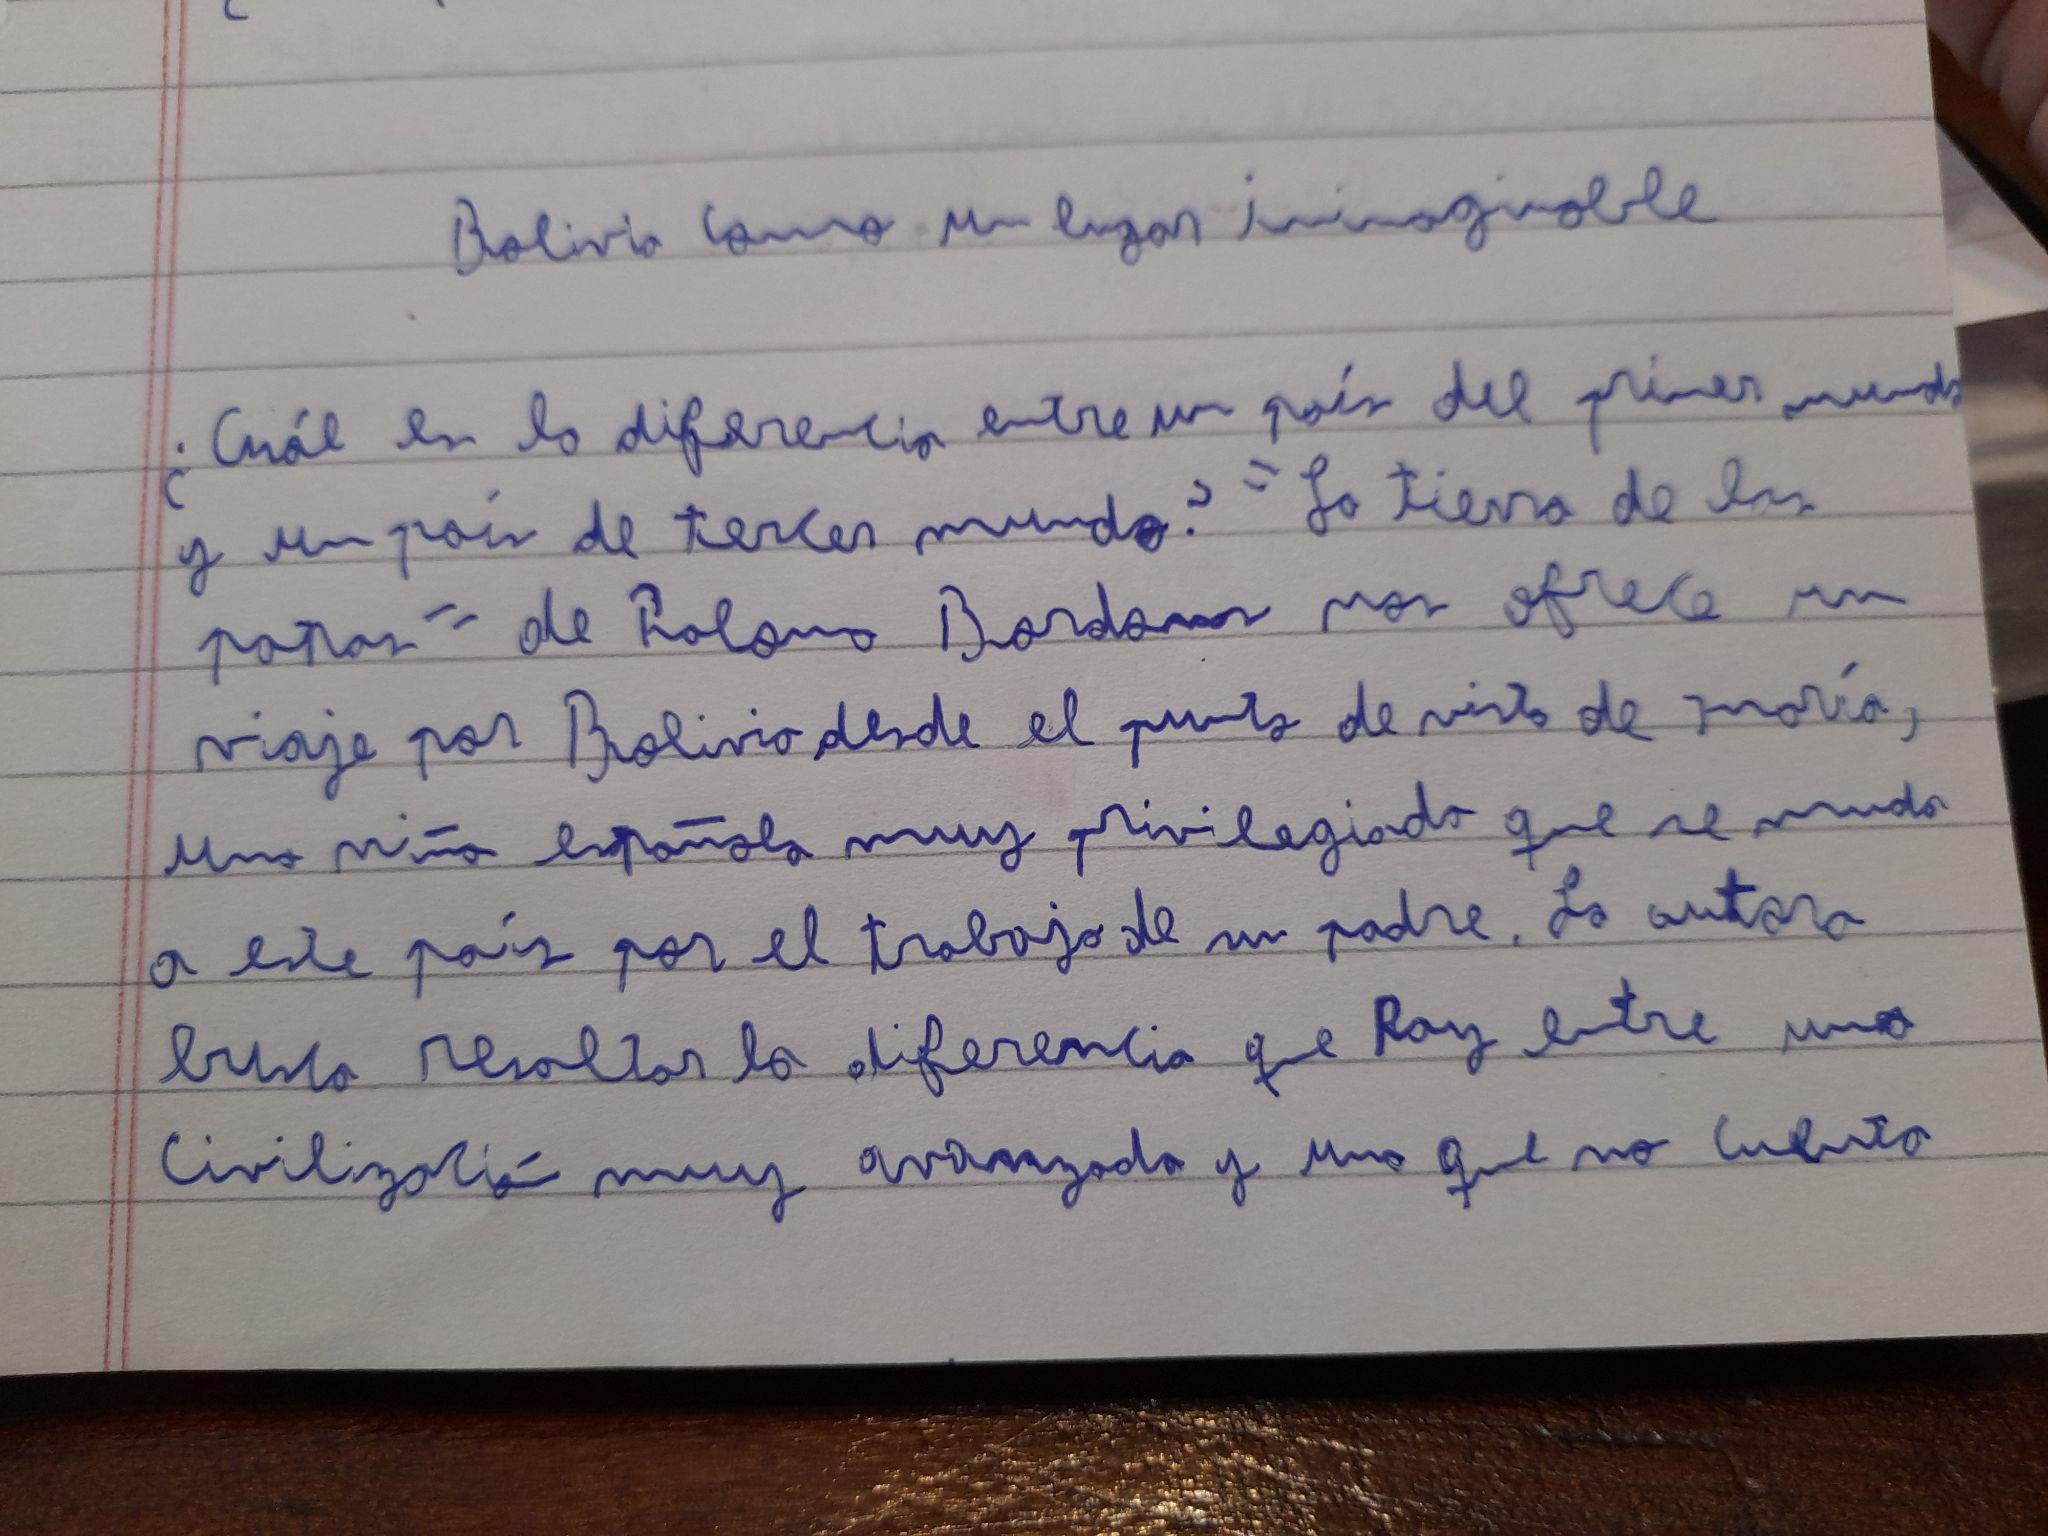 Bolivia como un lugar inimaginable
¿Cuál es la diferencia entre un país del primer mundo
y un país de tercer mundo? "La tierra de las
papas" de Paloma Bordons nos ofrece un
viaje por Bolivia desde el punto de vista de maría,
una niña española muy privilegiada que se muda
a este país por el trabajo de su padre. La autora
busca resaltar la diferencia que hay entre una
civilización muy avanzada y una que no cuenta